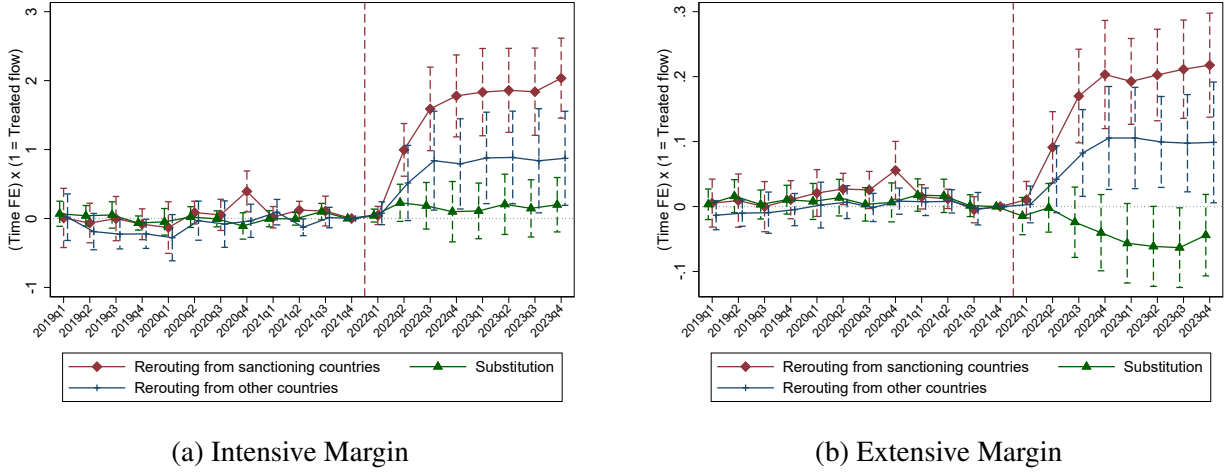 (Time FE) x (1 = Treated flow)
3
2
1
0
-1
2019q1 2019q2 2019q3 2019q4 2020q1 2020q2 2020q3 2020q4 2021q1 2021q2 2021q3 2021q4 2022q1 2022q2 2022q3 2022q4 2023q1 2023q2 2023q3 2023q4
Rerouting from sanctioning countries Substitution
Rerouting from other countries
(a) Intensive Margin
(Time FE) x (1 = Treated flow)
.3
.2
.1
0
-.1
2019q1 2019q2 2019q3 2019q4 2020q1 2020q2 2020q3 2020q4 2021q1 2021q2 2021q3 2021q4 2022q1 2022q2 2022q3 2022q4 2023q1 2023q2 2023q3 2023q4
Rerouting from sanctioning countries Substitution
Rerouting from other countries
(b) Extensive Margin